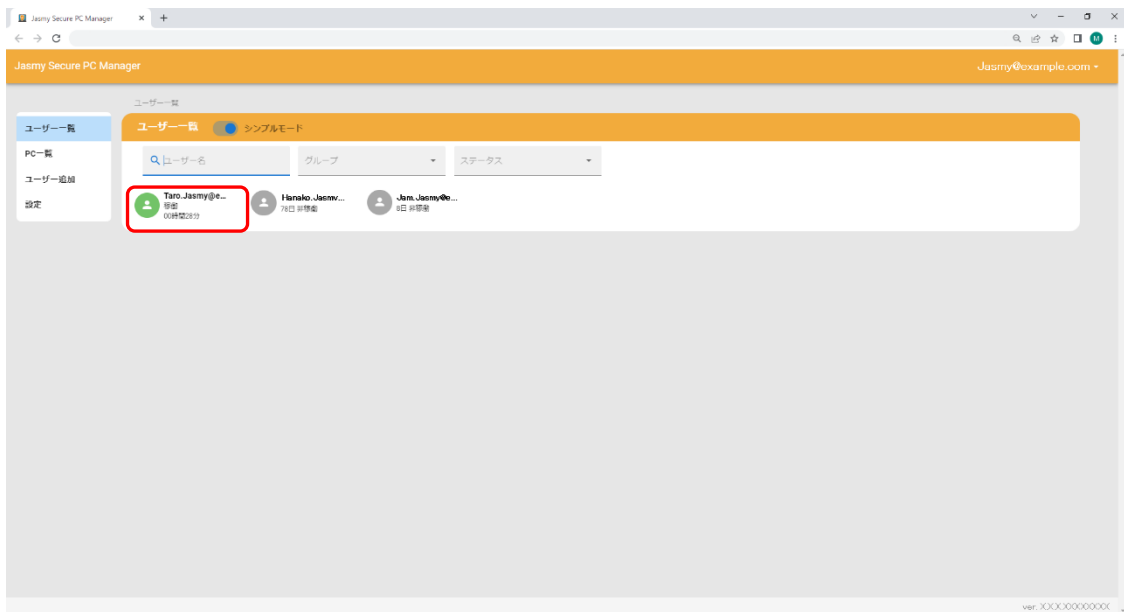 Jasmy Secure PC Manager
M
Jasmy Secure PC Manager
Jasmy@example.com
ユーザー一覧
ユーザー一覧
PC一覧
ユーザー追加
設定
ユーザー一覧 シンプルモード
ユーザー名
グループ
ステータス
Taro.Jasmy@e...
稼働
00時間28分
Hanako.Jasmy...
78日 非稼働
Jam.Jasmy@e...
8日 非稼働
ver. XXXXXXXXXXX